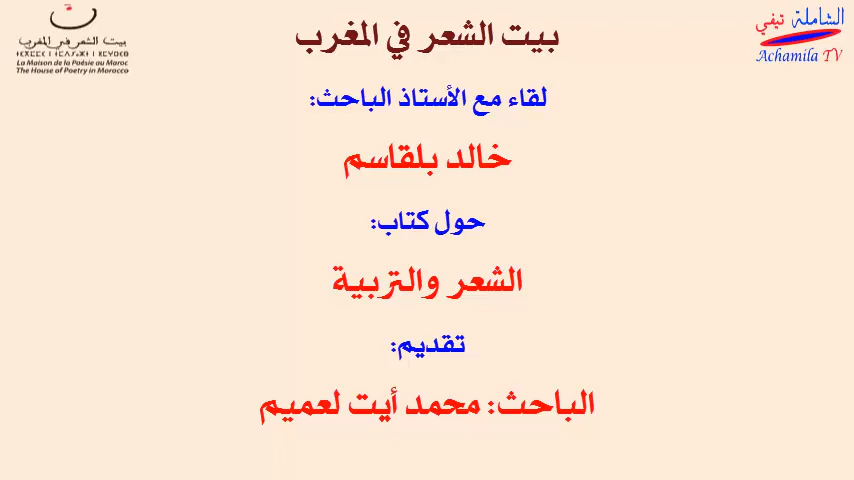 بيت الشعر في المغرب
La Maison de la Poésie au Maroc
The House of Poetry in Morocco
الشاملة تيفي
Achamila TV
بيت الشعر في المغرب
لقاء مع الأستاذ الباحث:
خالد بلقاسم
حول كتاب:
الشعر والتربية
تقديم:
الباحث: محمد أيت لعميم